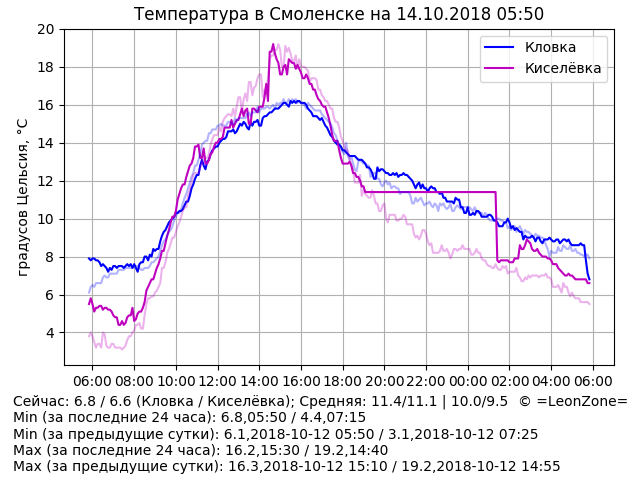 Температура в Смоленске на 14.10.2018 05:50
Кловка
Киселёвка
градусов Цельсия, °C
20
18
16
14
12
10
8
6
4
06:00 08:00 10:00 12:00 14:00 16:00 18:00 20:00 22:00 00:00 02:00 04:00 06:00
Сейчас: 6.8 / 6.6 (Кловка / Киселёвка); Средняя: 11.4/11.1 | 10.0/9.5 © =LeonZone=
Min (за последние 24 часа): 6.8,05:50 / 4.4,07:15
Min (за предыдущие сутки): 6.1,2018-10-12 05:50 / 3.1,2018-10-12 07:25
Max (за последние 24 часа): 16.2,15:30 / 19.2,14:40
Max (за предыдущие сутки): 16.3,2018-10-12 15:10 / 19.2,2018-10-12 14:55